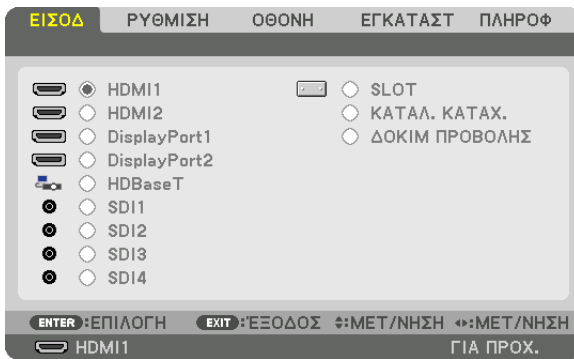 ΕΙΣΟΔ ΡΥΘΜΙΣΗ ΟΘΟΝΗ ΕΓΚΑΤΑΣΤ ΠΛΗΡΟΦ
HDMI1 SLOT
HDMI2 ΚΑΤΑΛ. ΚΑΤΑΧ.
DisplayPort1 ΔΟΚΙΜ ΠΡΟΒΟΛΗΣ
DisplayPort2
HDBaseT
SDI1
SDI2
SDI3
SDI4
ENTER :ΕΠΙΛΟΓΗ EXIT :ΈΞΟΔΟΣ :ΜΕΤ/ΝΗΣΗ :ΜΕΤ/ΝΗΣΗ
HDMI1 ΓΙΑ ΠΡΟΧ.